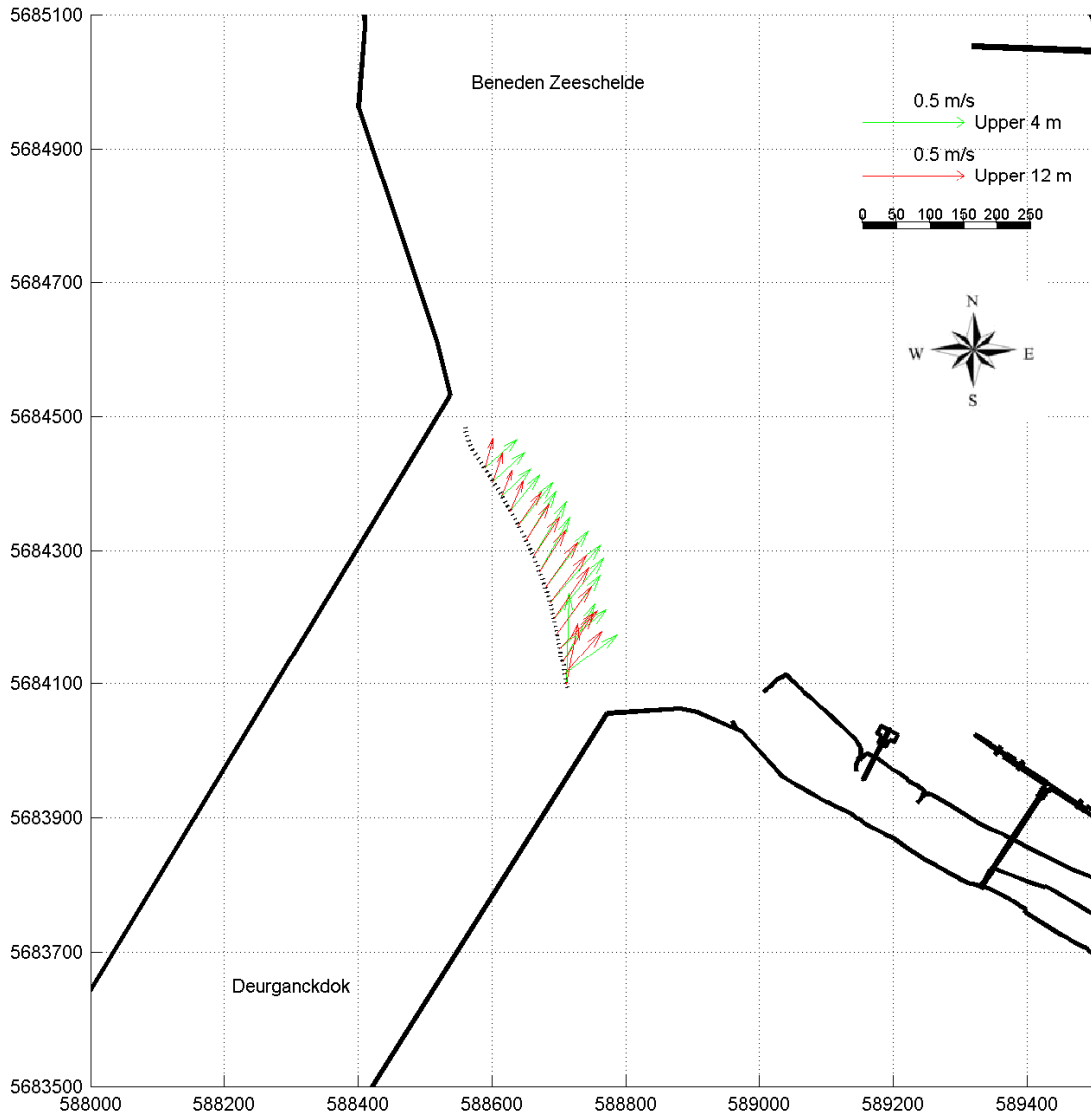 5685100
5684900
5684700
5684500
5684300
5684100
5683900
5683700
5683500
588000 588200 588400 588600 588800 589000 589200 589400
Beneden Zeeschelde
0.5 m/s
Upper 4 m
0.5 m/s
Upper 12 m
0 50 100 150 200 250
N
W E
S
Deurganckdok